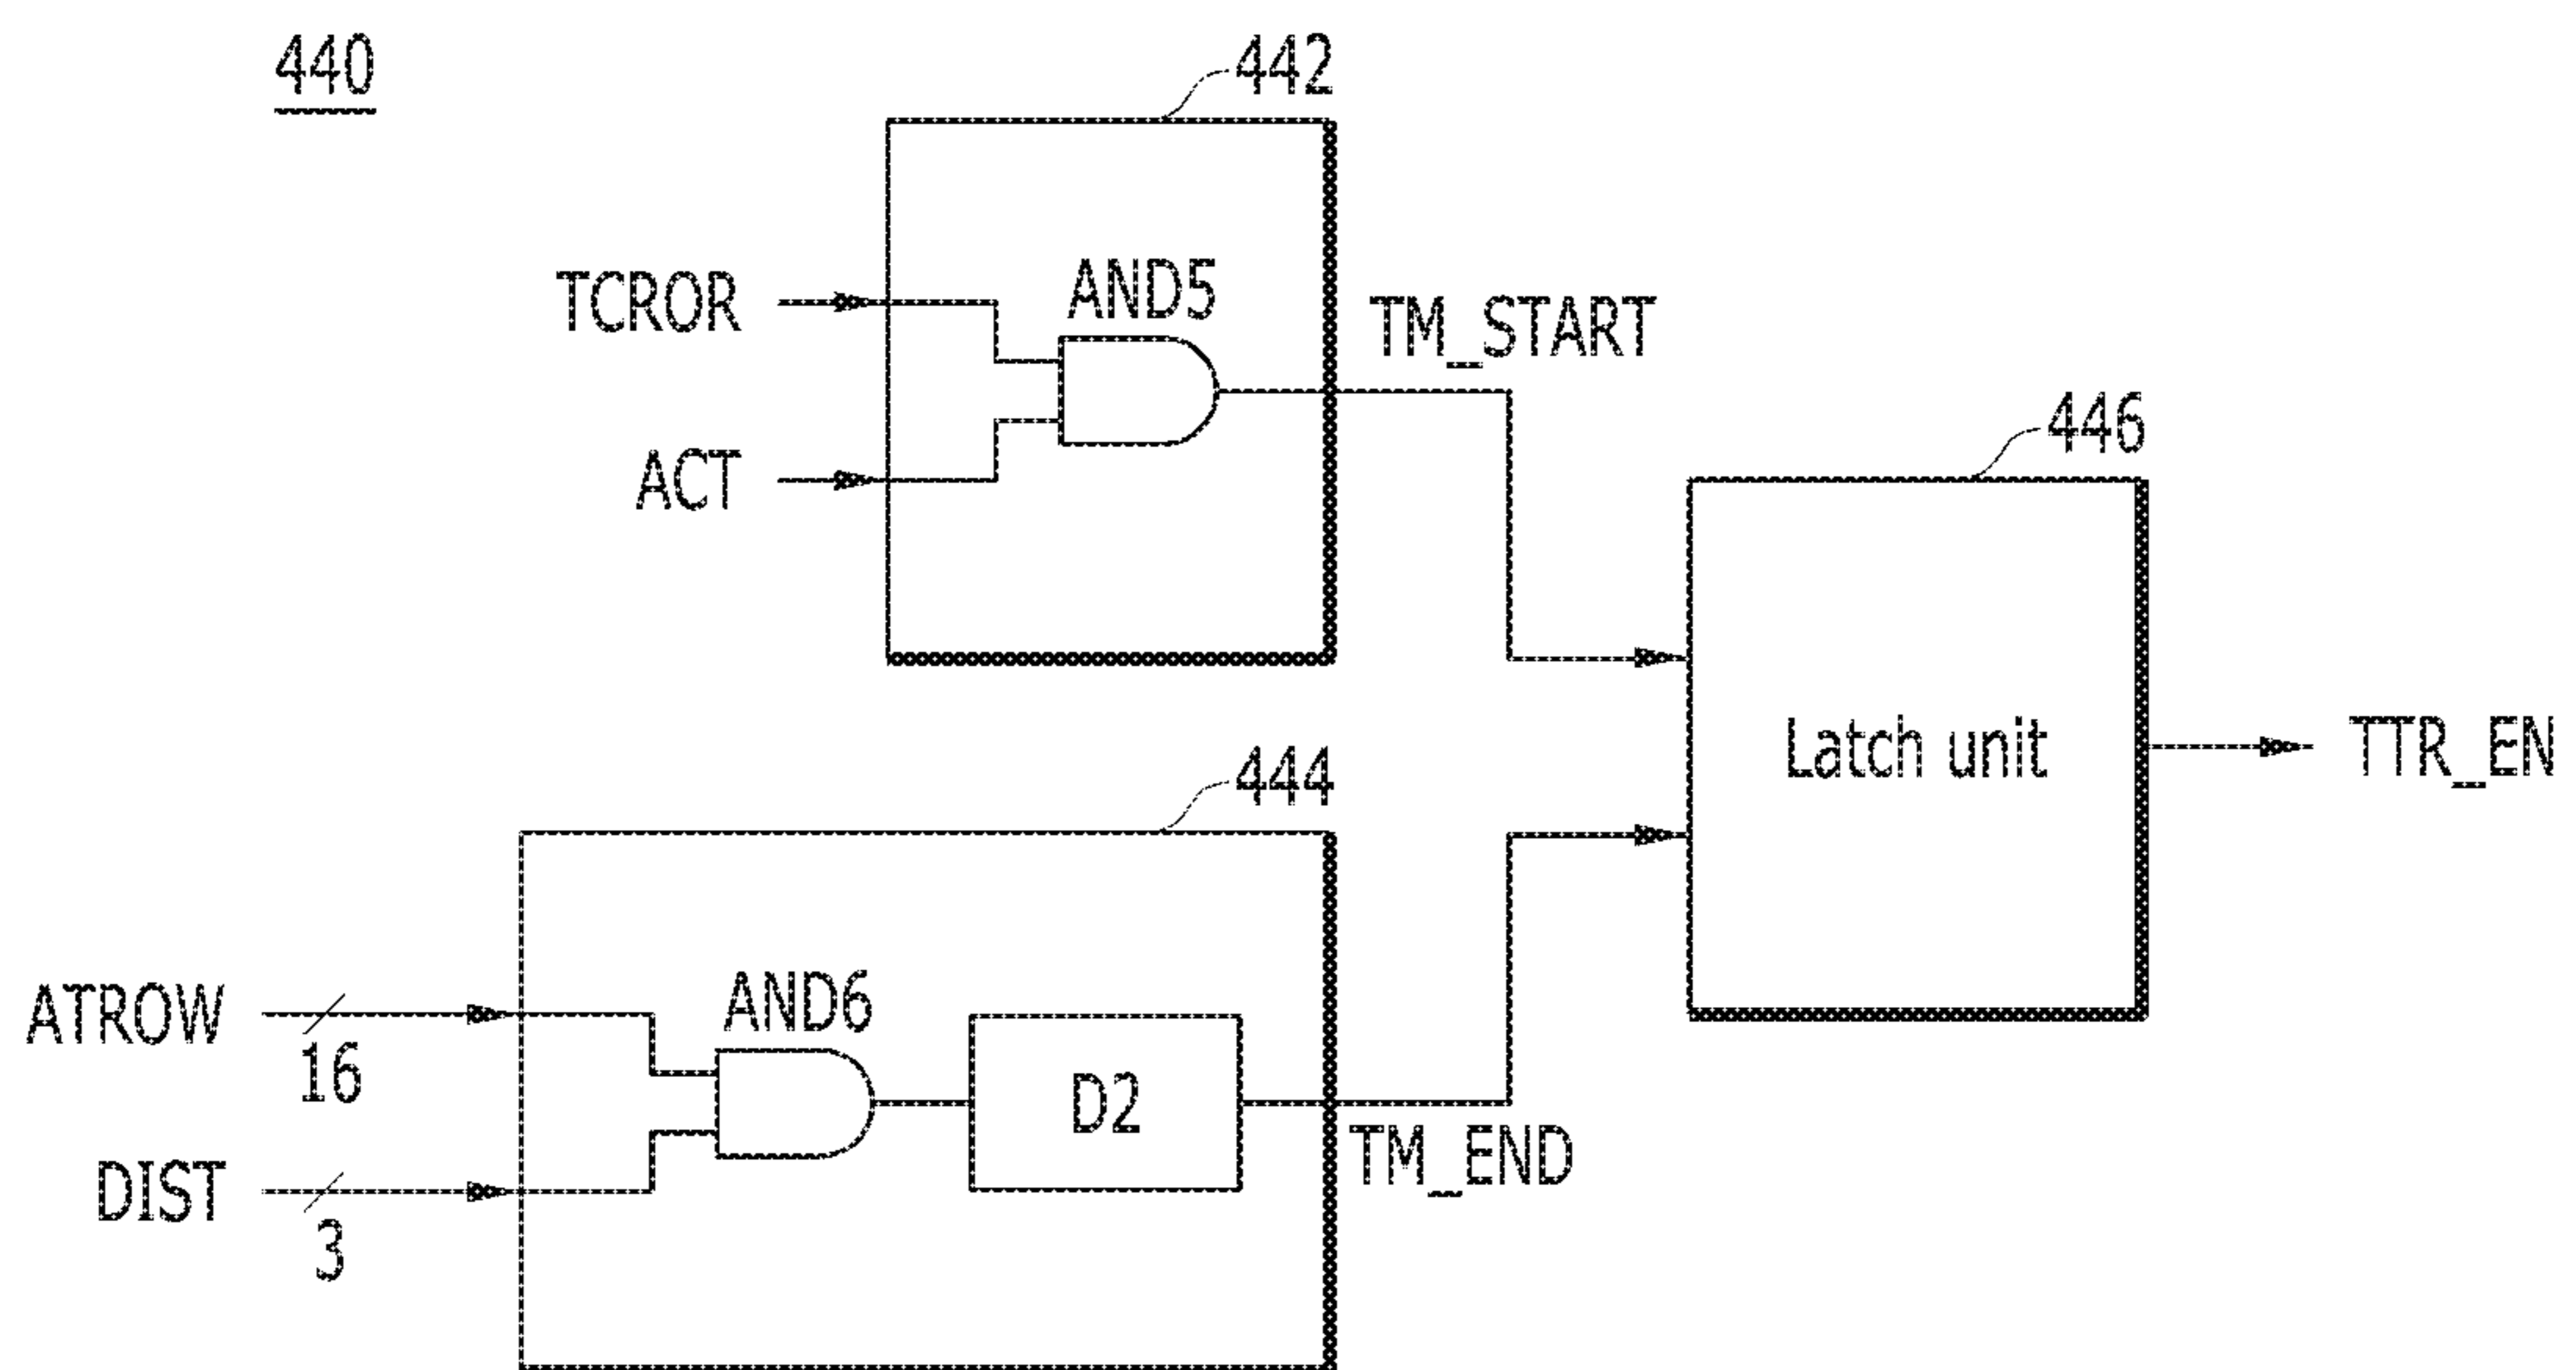 440
442
TCROR
AND5
TM_START
ACT
446
Latch unit
TTR_EN
444
ATROW
16
AND6
D2
DIST
3
TM_END